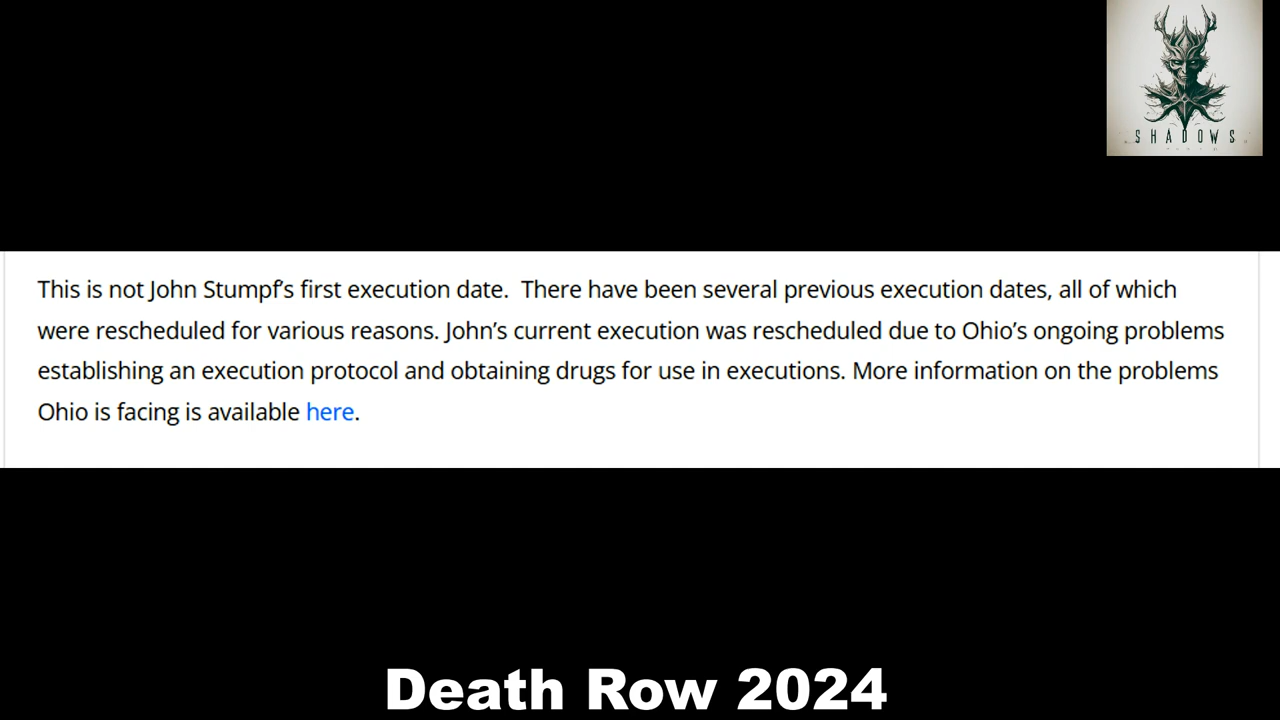 SHADOWS
This is not John Stumpf's first execution date.  There have been several previous execution dates, all of which
were rescheduled for various reasons. John's current execution was rescheduled due to Ohio's ongoing problems
establishing an execution protocol and obtaining drugs for use in executions. More information on the problems
Ohio is facing is available here.
Death Row 2024